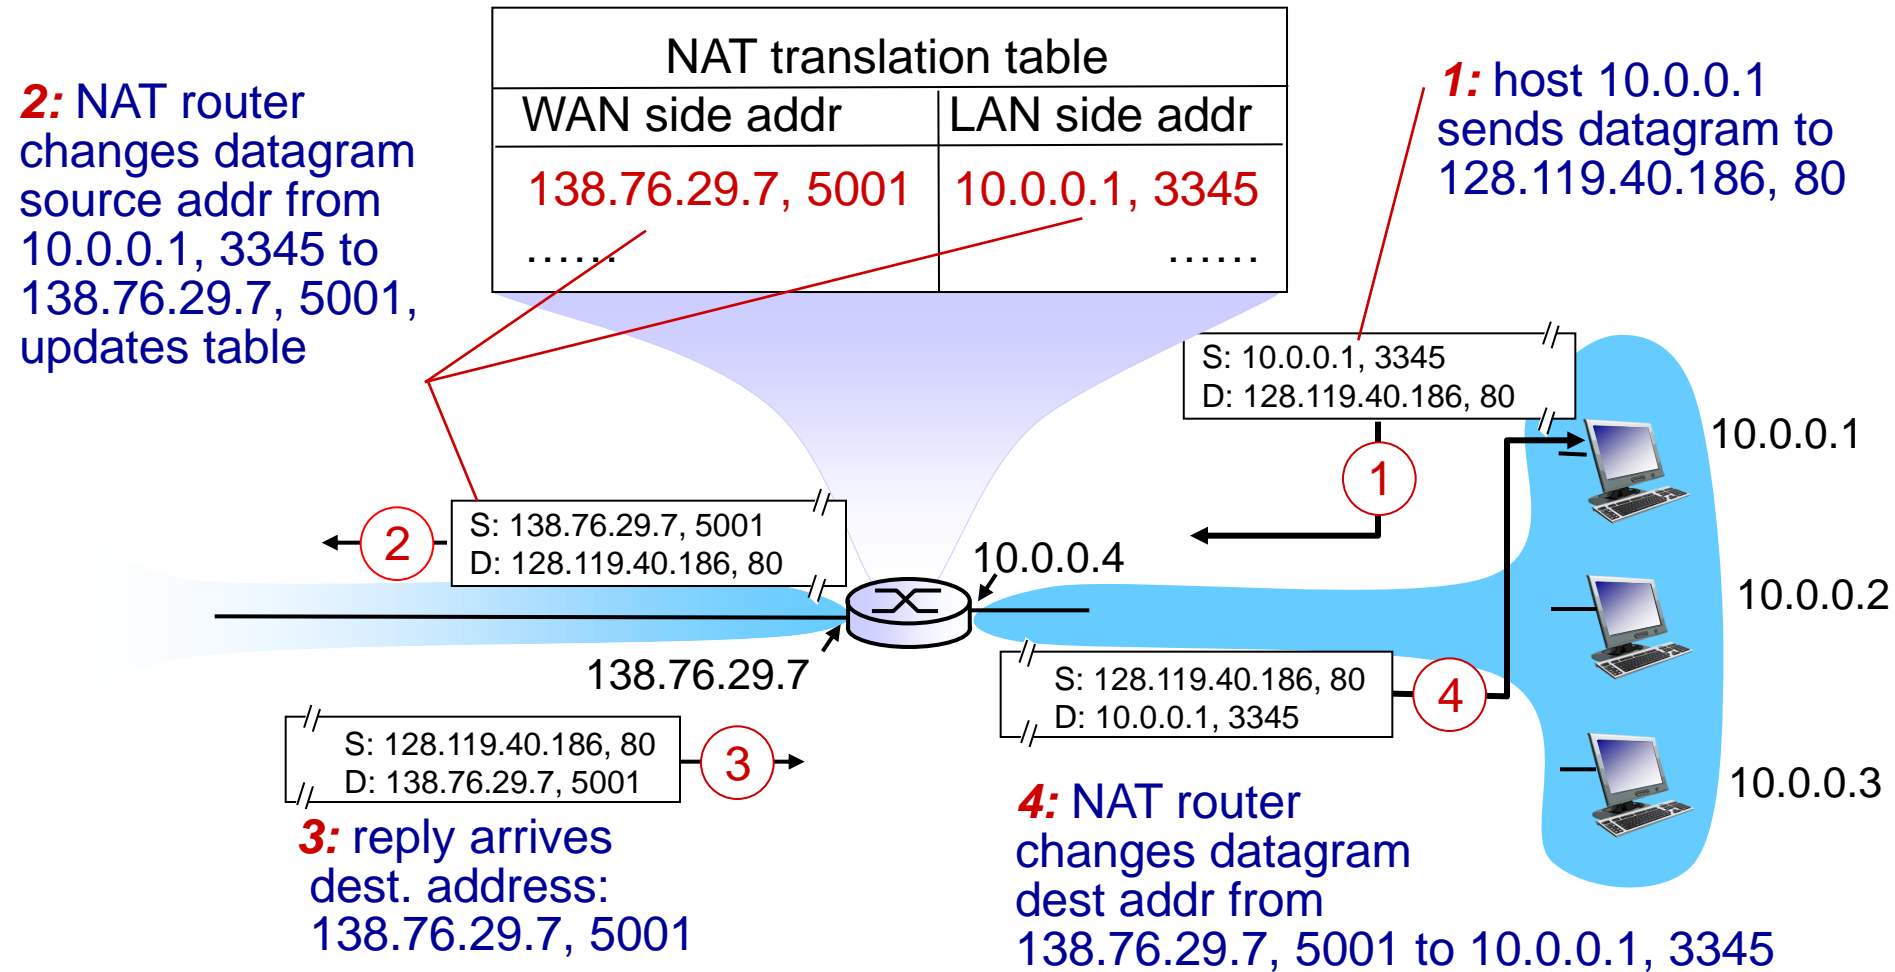 NAT translation table
WAN side addr
LAN side addr
138.76.29.7, 5001
10.0.0.1, 3345
......
......
2: NAT router
changes datagram
source addr from
10.0.0.1, 3345 to
138.76.29.7, 5001,
updates table
1: host 10.0.0.1
sends datagram to
128.119.40.186, 80
S: 10.0.0.1, 3345
D: 128.119.40.186, 80
1
10.0.0.1
S: 138.76.29.7, 5001
D: 128.119.40.186, 80
2
10.0.0.4
10.0.0.2
138.76.29.7
S: 128.119.40.186, 80
D: 10.0.0.1, 3345
4
S: 128.119.40.186, 80
D: 138.76.29.7, 5001
3
10.0.0.3
3: reply arrives
dest. address:
138.76.29.7, 5001
4: NAT router
changes datagram
dest addr from
138.76.29.7, 5001 to 10.0.0.1, 3345